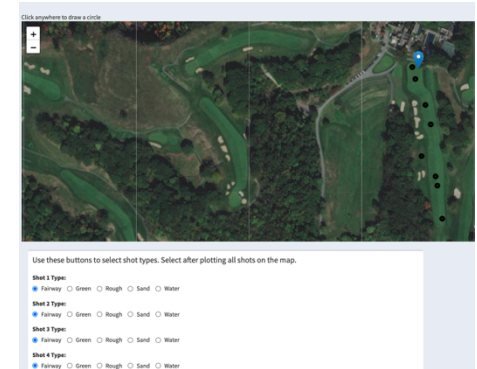 Click anywhere to draw a circle
+
−
Use these buttons to select shot types. Select after plotting all shots on the map.
Shot 1 Type:
Fairway Green Rough Sand Water
Shot 2 Type:
Fairway Green Rough Sand Water
Shot 3 Type:
Fairway Green Rough Sand Water
Shot 4 Type:
Fairway Green Rough Sand Water